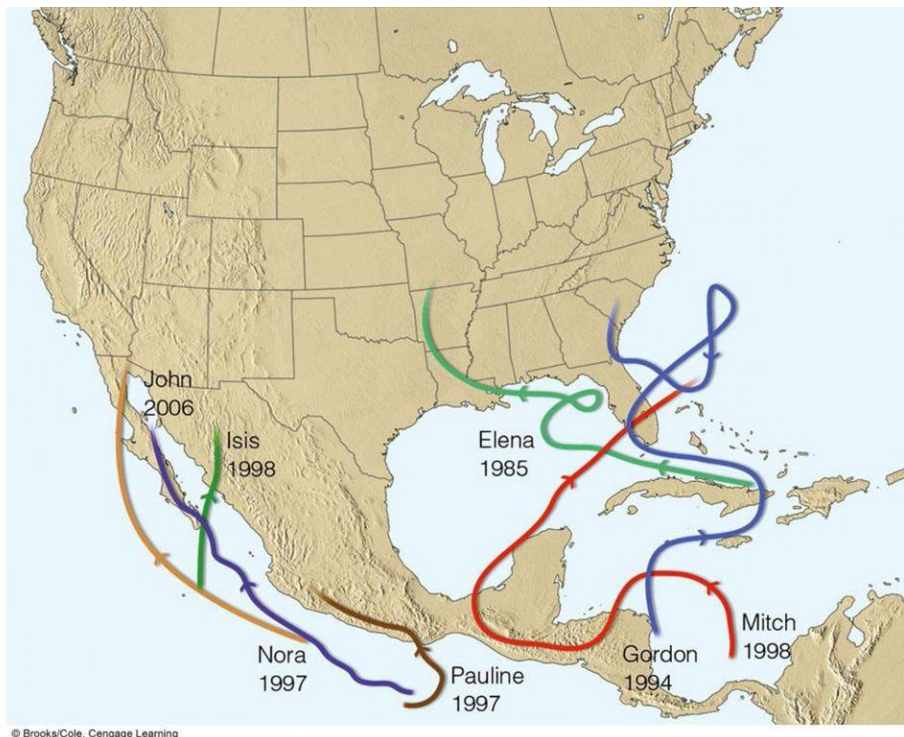 John
2006
Isis
1998
Elena
1985
Nora
1997
Pauline
1997
Gordon
1994
Mitch
1998
© Brooks/Cole, Cengage Learning